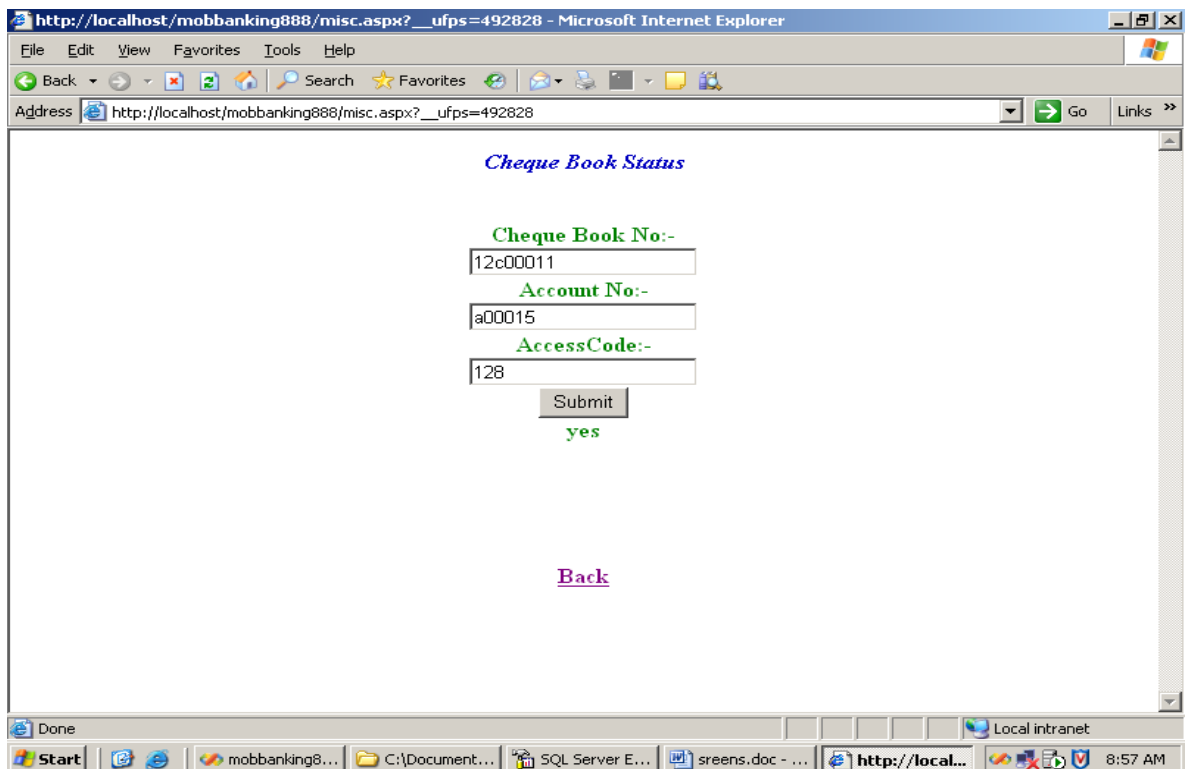 http://localhost/mobbanking888/misc.aspx?__ufps=492828 - Microsoft Internet Explorer
File Edit View Favorites Tools Help
Back Search Favorites
Address http://localhost/mobbanking888/misc.aspx?__ufps=492828 Go Links »
Cheque Book Status
Cheque Book No:-
12c00011
Account No:-
a00015
AccessCode:-
128
Submit
yes
Back
Done Local intranet
Start mobbanking8... C:\Document... SQL Server E... sreens.doc - ... http://local... 8:57 AM